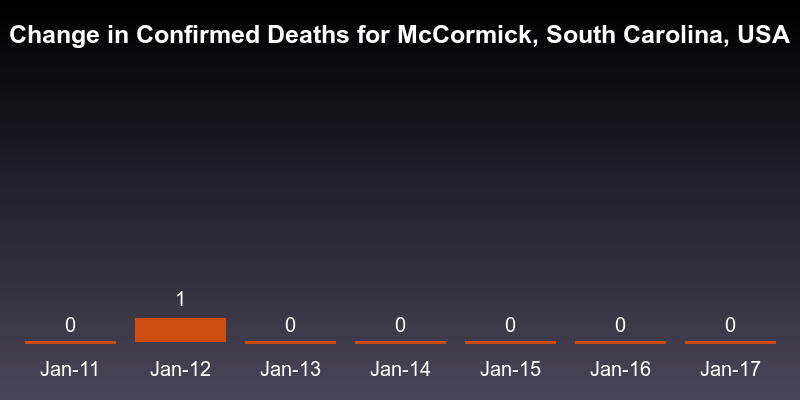 Change in Confirmed Deaths for McCormick, South Carolina, USA
0 1 0 0 0 0 0
Jan-11 Jan-12 Jan-13 Jan-14 Jan-15 Jan-16 Jan-17